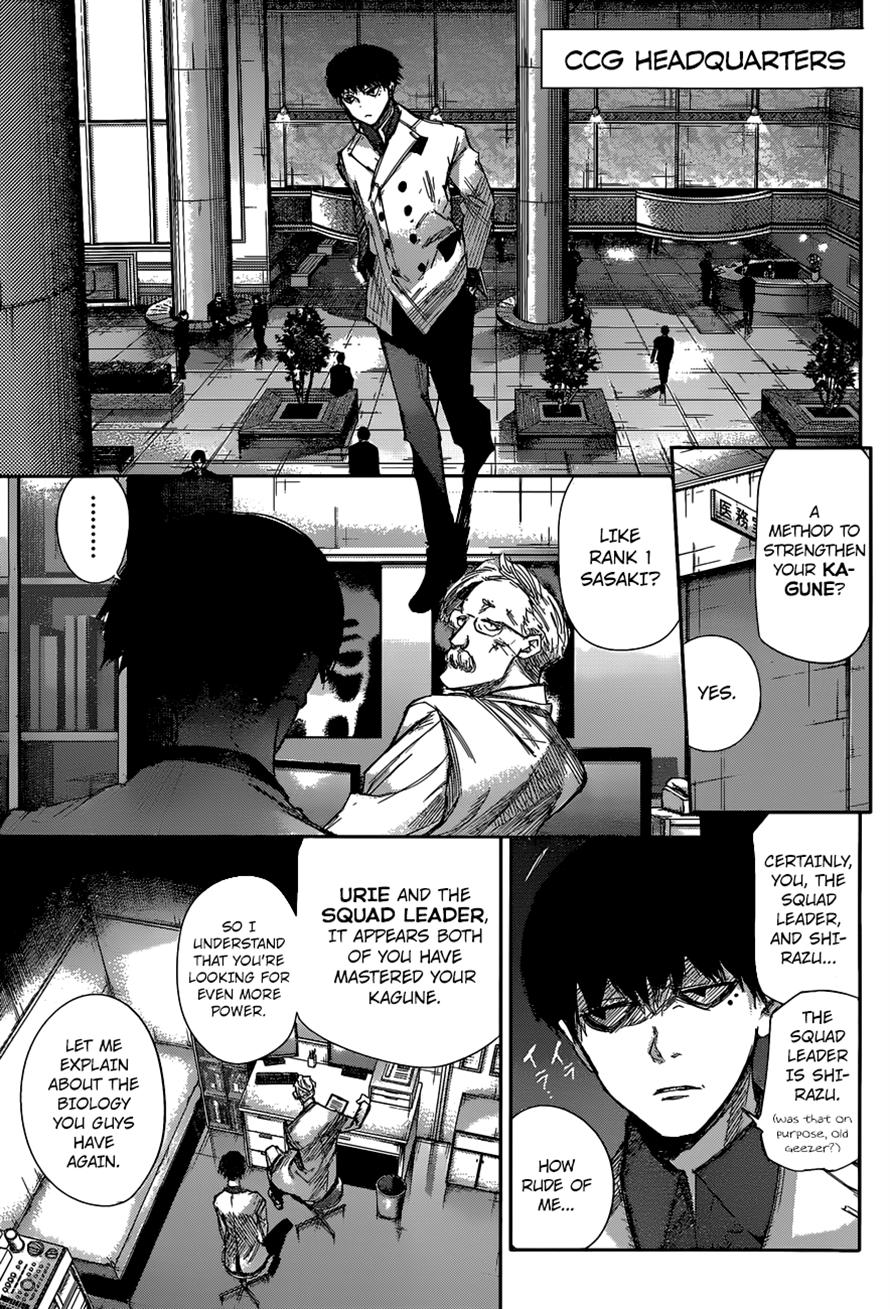 CCG HEADQUARTERS
A
METHOD TO
STRENGTHEN
YOUR KA-
GUNE?
医務室
YES.
LIKE
RANK 1
SASAKI?
........
CERTAINLY,
YOU, THE
SQUAD
LEADER,
AND SHI-
RAZU...
THE
SQUAD
LEADER
IS SHI-
RAZU.
(was that on
purpose, old
geezer?)
HOW
RUDE OF
ME...
URIE AND THE
SQUAD LEADER,
IT APPEARS BOTH
OF YOU HAVE
MASTERED YOUR
KAGUNE.
SO I
UNDERSTAND
THAT YOU'RE
LOOKING FOR
EVEN MORE
POWER.
LET ME
EXPLAIN
ABOUT THE
BIOLOGY
YOU GUYS
HAVE
AGAIN.